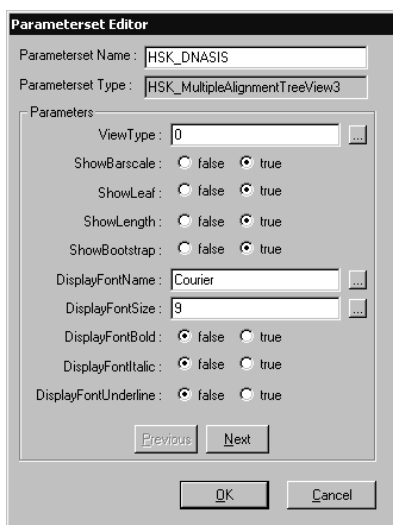 Parameterset Editor
Parameterset Name : HSK_DNASIS
Parameterset Type : HSK_MultipleAlignmentTreeView3
Parameters
ViewType : 0 ...
ShowBarscale : false true
ShowLeaf : false true
ShowLength : false true
ShowBootstrap : false true
DisplayFontName : Courier ...
DisplayFontSize : 9 ...
DisplayFontBold : false true
DisplayFontItalic : false true
DisplayFontUnderline : false true
Previous Next
OK Cancel